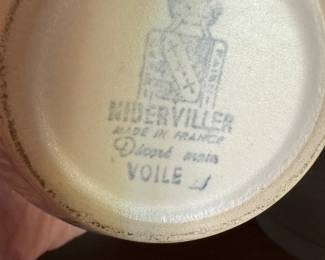 NIDERVILLER
MADE IN FRANCE
Décoré main
VOILE